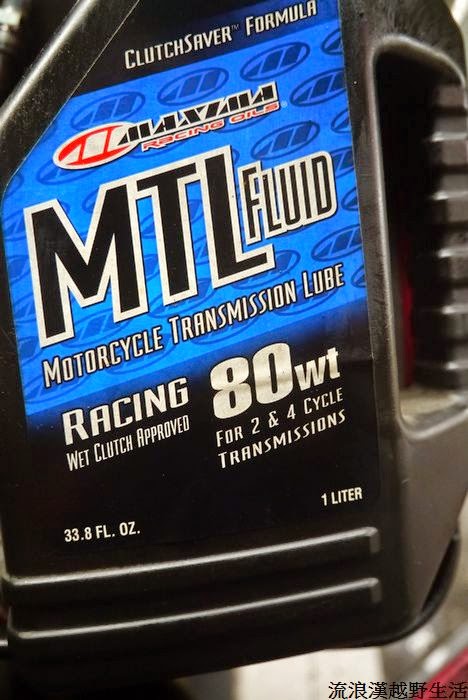 CLUTCHSAVER™ FORMULA
MAXIMA®
RACING OILS
MTL FLUID
MOTORCYCLE TRANSMISSION LUBE
RACING
WET CLUTCH APPROVED
80wt
FOR 2 & 4 CYCLE
TRANSMISSIONS
33.8 FL. OZ.
1 LITER
流浪漢越野生活